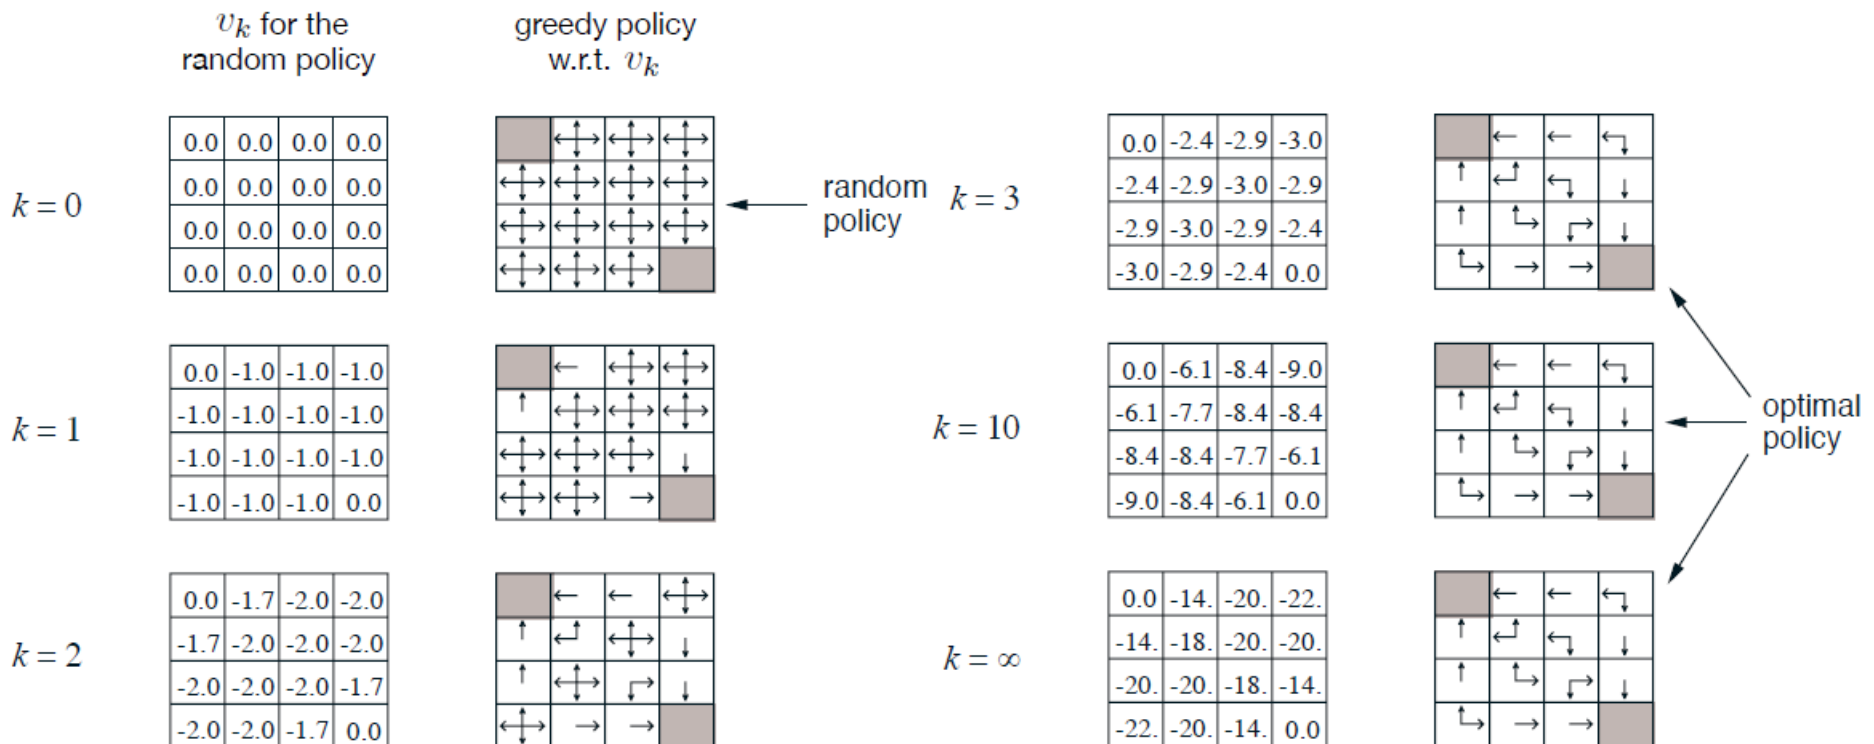 v_k for the
random policy
greedy policy
w.r.t. v_k
k = 0
0.0 0.0 0.0 0.0
0.0 0.0 0.0 0.0
0.0 0.0 0.0 0.0
0.0 0.0 0.0 0.0
random
policy
k = 1
0.0 -1.0 -1.0 -1.0
-1.0 -1.0 -1.0 -1.0
-1.0 -1.0 -1.0 -1.0
-1.0 -1.0 -1.0 0.0
k = 2
0.0 -1.7 -2.0 -2.0
-1.7 -2.0 -2.0 -2.0
-2.0 -2.0 -2.0 -1.7
-2.0 -2.0 -1.7 0.0
k = 3
0.0 -2.4 -2.9 -3.0
-2.4 -2.9 -3.0 -2.9
-2.9 -3.0 -2.9 -2.4
-3.0 -2.9 -2.4 0.0
k = 10
0.0 -6.1 -8.4 -9.0
-6.1 -7.7 -8.4 -8.4
-8.4 -8.4 -7.7 -6.1
-9.0 -8.4 -6.1 0.0
optimal
policy
k = ∞
0.0 -14. -20. -22.
-14. -18. -20. -20.
-20. -20. -18. -14.
-22. -20. -14. 0.0